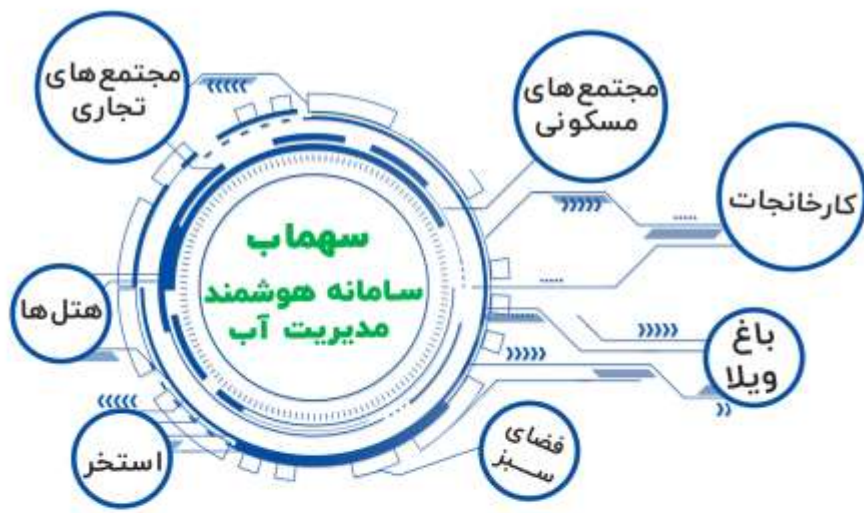 مجتمع‌های
تجاری
مجتمع‌های
مسکونی
کارخانجات
سهماب
سامانه هوشمند
مدیریت آب
هتل‌ها
باغ
ویلا
استخر
فضای
سبز